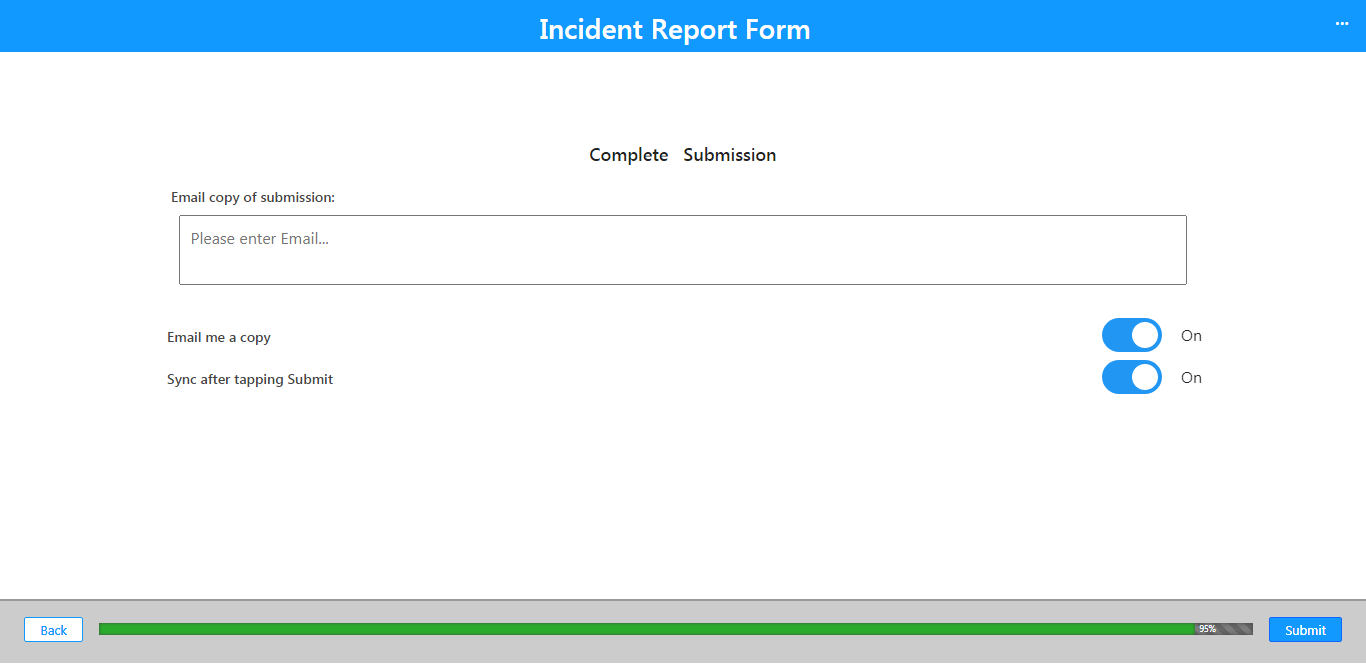 Incident Report Form
...
Complete Submission
Email copy of submission:
Please enter Email...
Email me a copy
On
Sync after tapping Submit
On
Back
95%
Submit